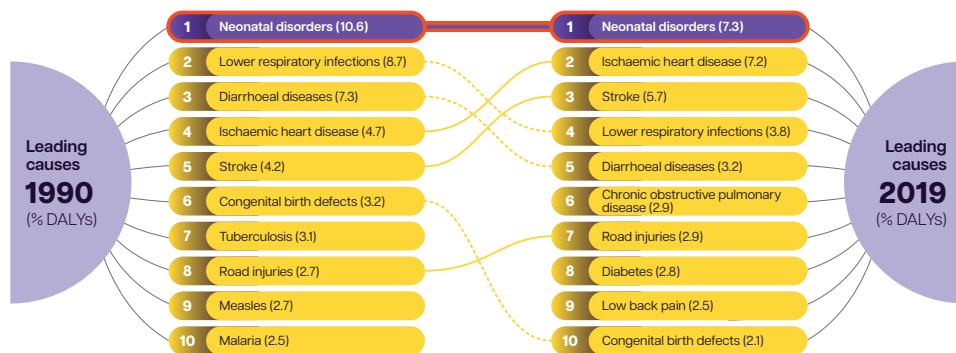 Leading
causes
1990
(% DALYs)
1 Neonatal disorders (10.6)
2 Lower respiratory infections (8.7)
3 Diarrhoeal diseases (7.3)
4 Ischaemic heart disease (4.7)
5 Stroke (4.2)
6 Congenital birth defects (3.2)
7 Tuberculosis (3.1)
8 Road injuries (2.7)
9 Measles (2.7)
10 Malaria (2.5)
1 Neonatal disorders (7.3)
2 Ischaemic heart disease (7.2)
3 Stroke (5.7)
4 Lower respiratory infections (3.8)
5 Diarrhoeal diseases (3.2)
6 Chronic obstructive pulmonary
disease (2.9)
7 Road injuries (2.9)
8 Diabetes (2.8)
9 Low back pain (2.5)
10 Congenital birth defects (2.1)
Leading
causes
2019
(% DALYs)